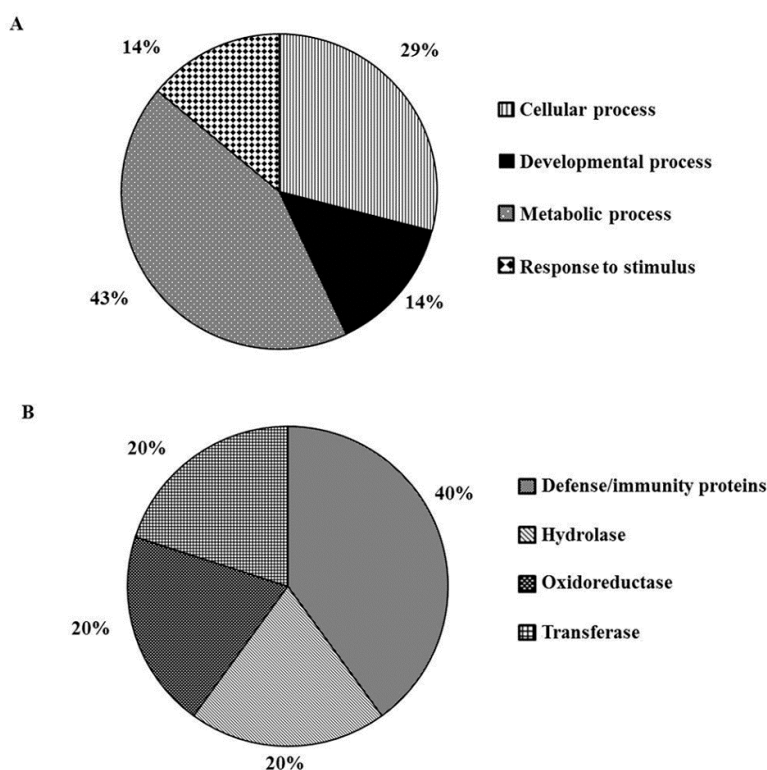 A
14%
29%
Cellular process
Developmental process
Metabolic process
Response to stimulus
43%
14%
B
20%
40%
Defense/immunity proteins
Hydrolase
Oxidoreductase
Transferase
20%
20%